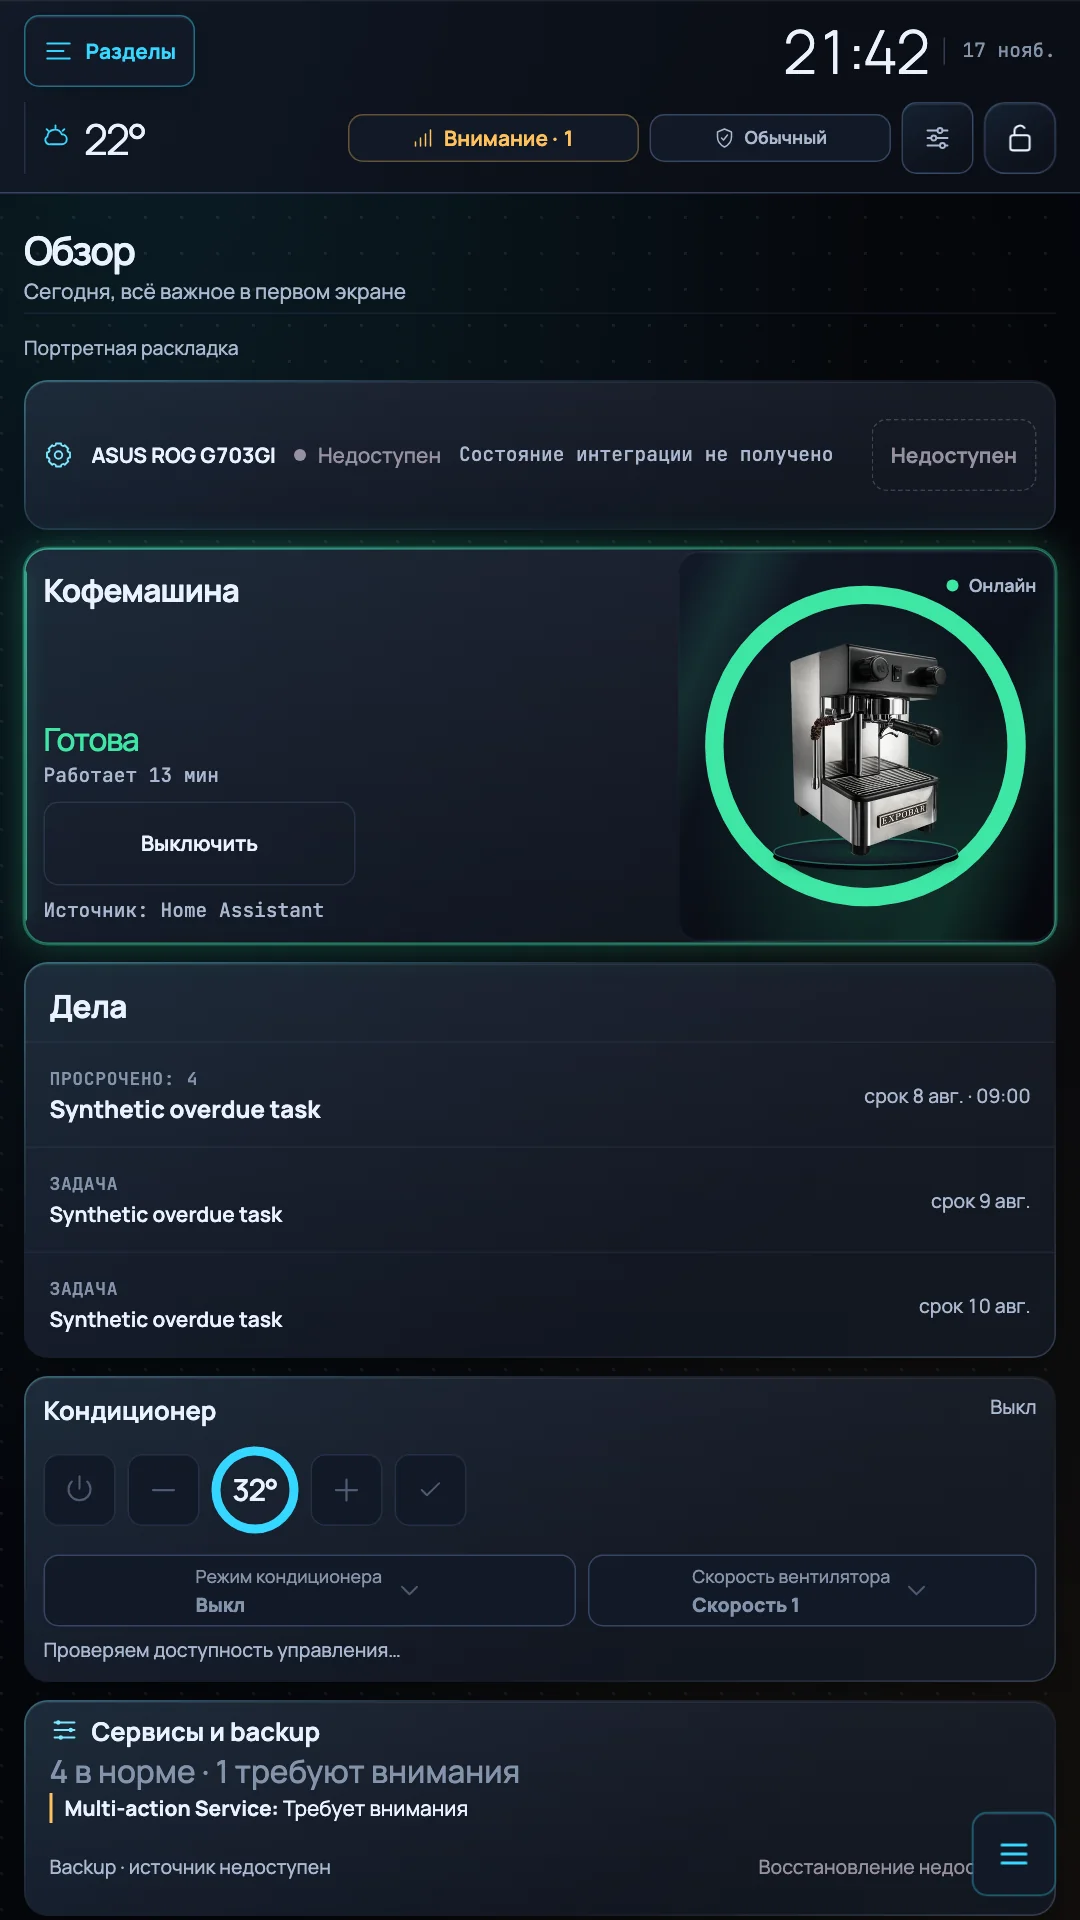 Разделы
21:42
17 нояб.
22°
Внимание · 1
Обычный
Обзор
Сегодня, всё важное в первом экране
Портретная раскладка
ASUS ROG G703GI
Недоступен
Состояние интеграции не получено
Недоступен
Кофемашина
Онлайн
EXPOBAR
Готова
Работает 13 мин
Выключить
Источник: Home Assistant
Дела
ПРОСРОЧЕНО: 4
Synthetic overdue task
срок 8 авг. · 09:00
ЗАДАЧА
Synthetic overdue task
срок 9 авг.
ЗАДАЧА
Synthetic overdue task
срок 10 авг.
Кондиционер
Выкл
32°
Режим кондиционера
Выкл
Скорость вентилятора
Скорость 1
Проверяем доступность управления…
Сервисы и backup
4 в норме · 1 требуют внимания
Multi-action Service: Требует внимания
Backup · источник недоступен
Восстановление недос